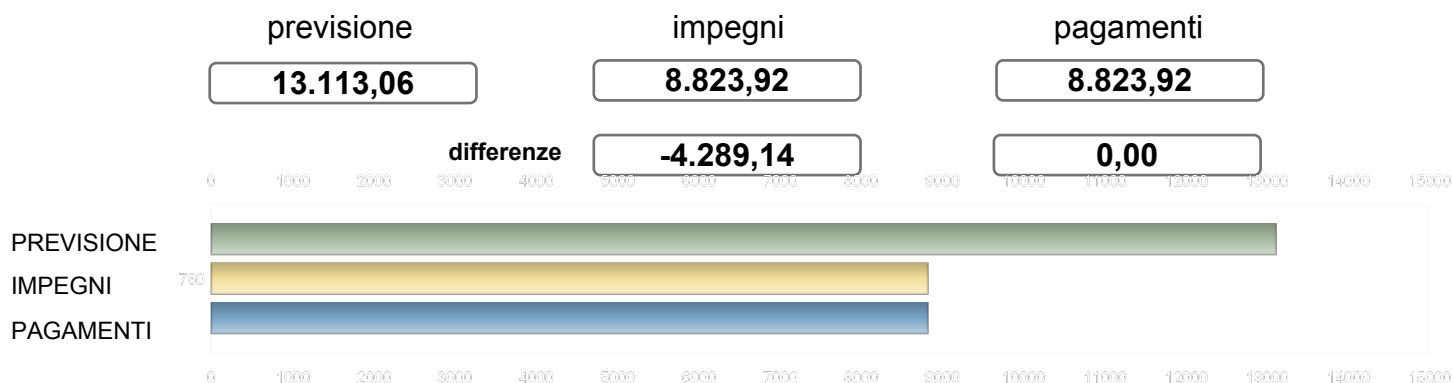 previsione impegni pagamenti
13.113,06 8.823,92 8.823,92
differenze -4.289,14 0,00
0 1000 2000 3000 4000 5000 6000 7000 8000 9000 10000 11000 12000 13000 14000 15000
PREVISIONE
IMPEGNI 760
PAGAMENTI
0 1000 2000 3000 4000 5000 6000 7000 8000 9000 10000 11000 12000 13000 14000 15000